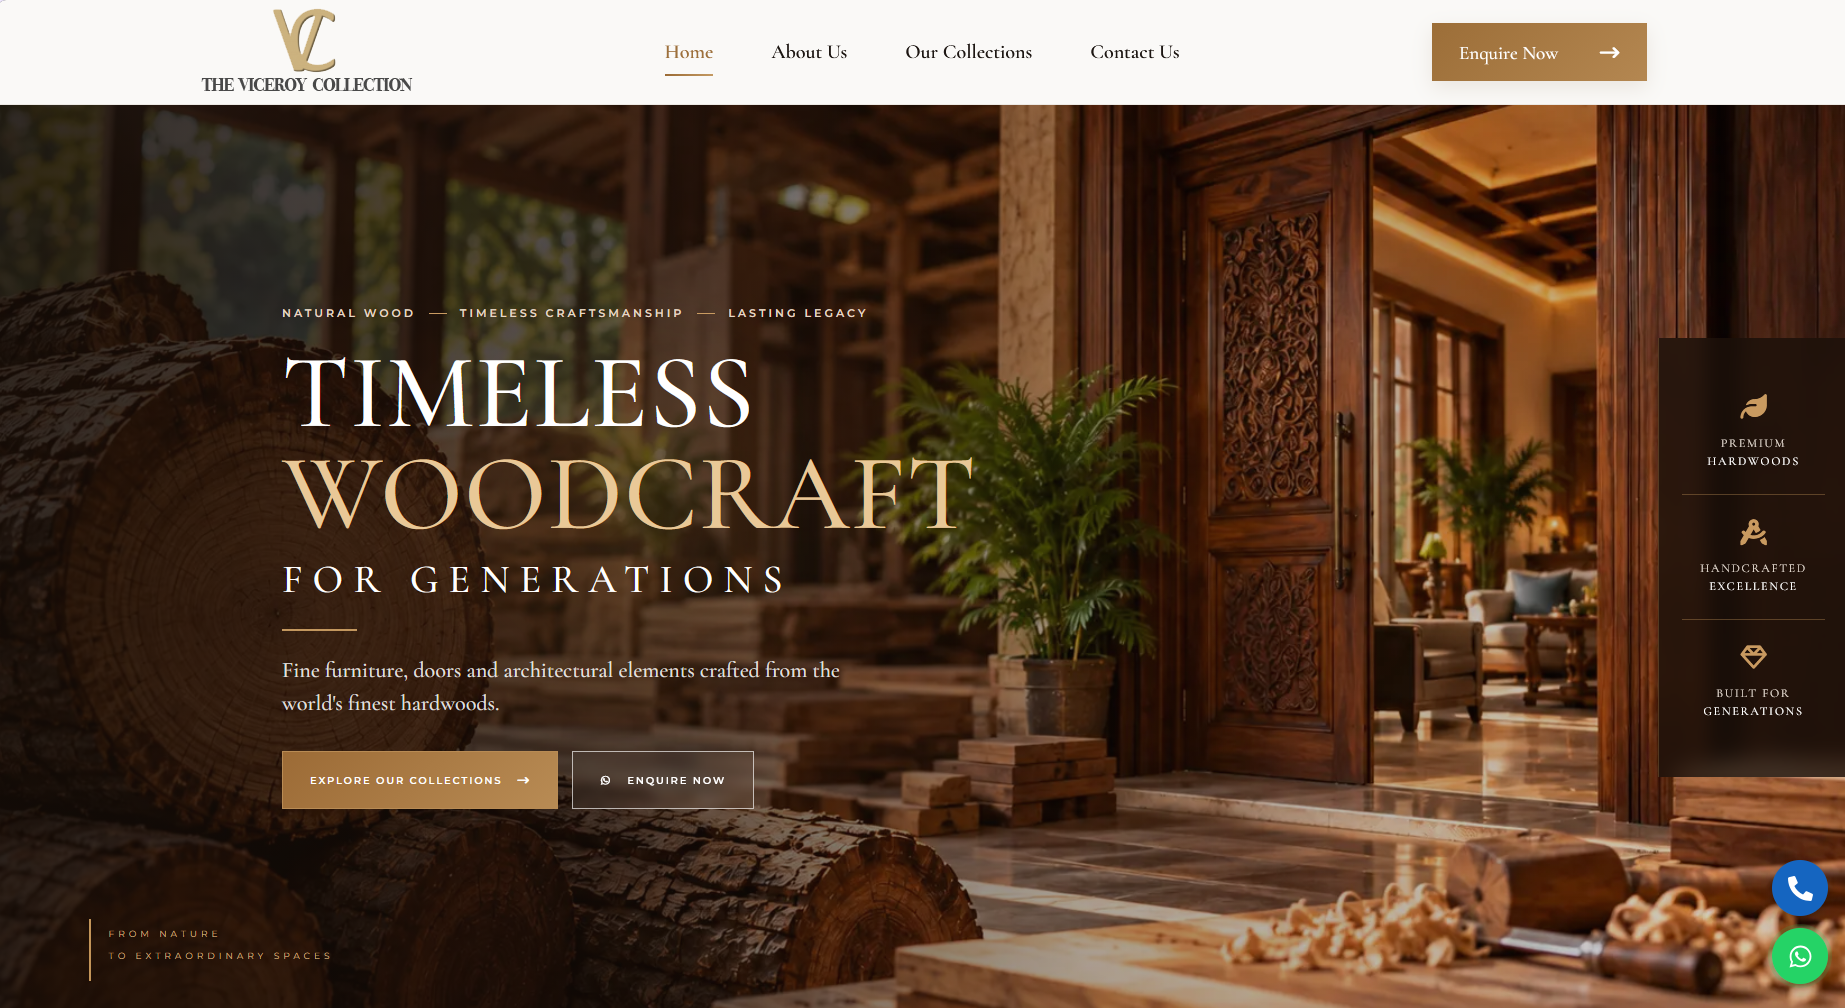 VC
THE VICEROY COLLECTION
Home
About Us
Our Collections
Contact Us
Enquire Now
NATURAL WOOD — TIMELESS CRAFTSMANSHIP — LASTING LEGACY
TIMELESS
WOODCRAFT
FOR GENERATIONS
Fine furniture, doors and architectural elements crafted from the
world's finest hardwoods.
EXPLORE OUR COLLECTIONS
ENQUIRE NOW
PREMIUM
HARDWOODS
HANDCRAFTED
EXCELLENCE
BUILT FOR
GENERATIONS
FROM NATURE
TO EXTRAORDINARY SPACES